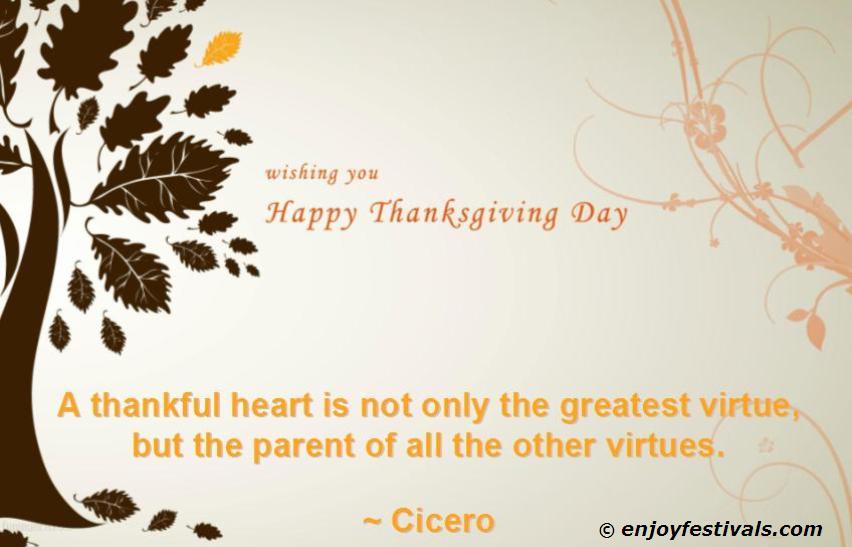 wishing you
Happy Thanksgiving Day
A thankful heart is not only the greatest virtue,
but the parent of all the other virtues.
~ Cicero
© enjoyfestivals.com